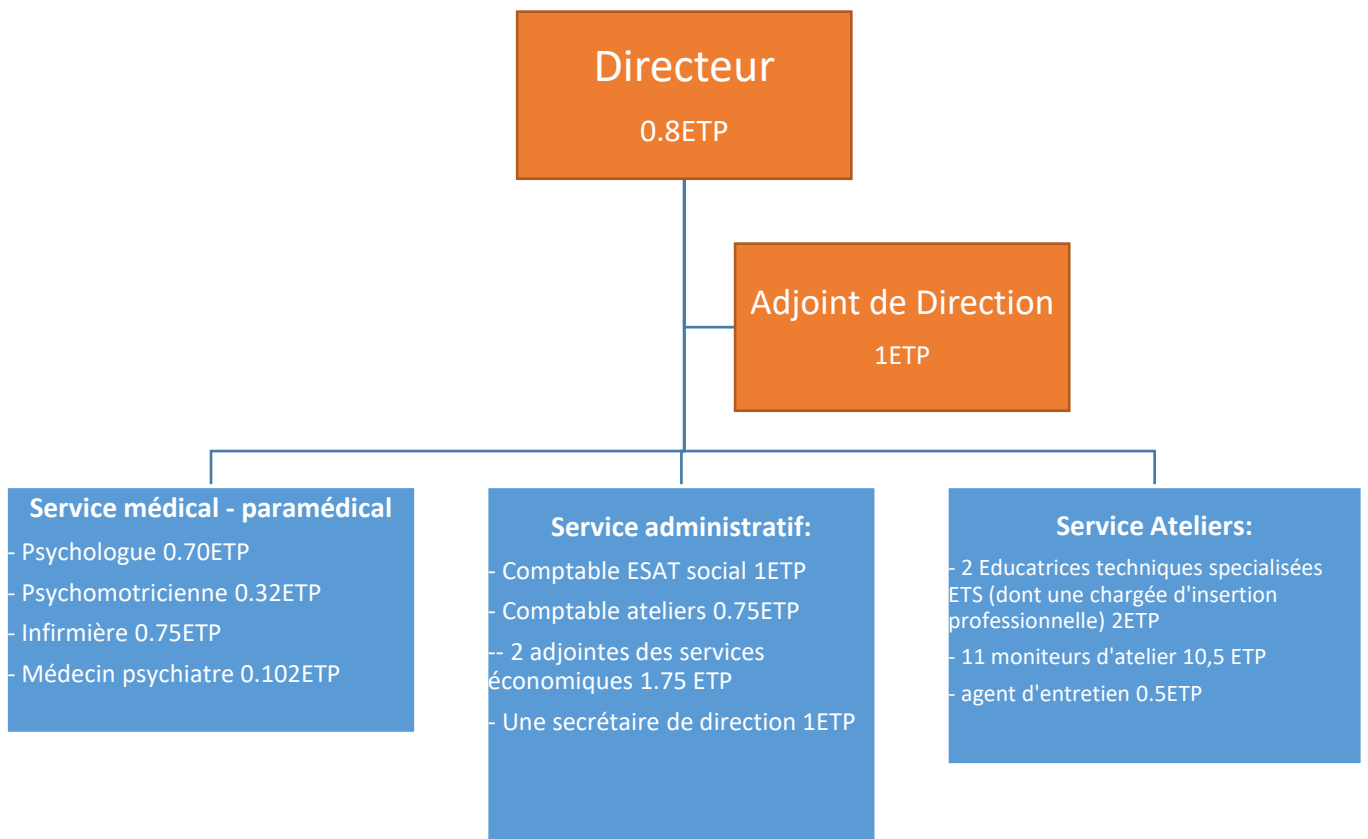 Directeur
0.8ETP
Adjoint de Direction
1ETP
Service médical - paramédical
- Psychologue 0.70ETP
- Psychomotricienne 0.32ETP
- Infirmière 0.75ETP
- Médecin psychiatre 0.102ETP
Service administratif:
- Comptable ESAT social 1ETP
- Comptable ateliers 0.75ETP
-- 2 adjointes des services
économiques 1.75 ETP
- Une secrétaire de direction 1ETP
Service Ateliers:
- 2 Educatrices techniques specialisées
ETS (dont une chargée d'insertion
professionnelle) 2ETP
- 11 moniteurs d'atelier 10,5 ETP
- agent d'entretien 0.5ETP